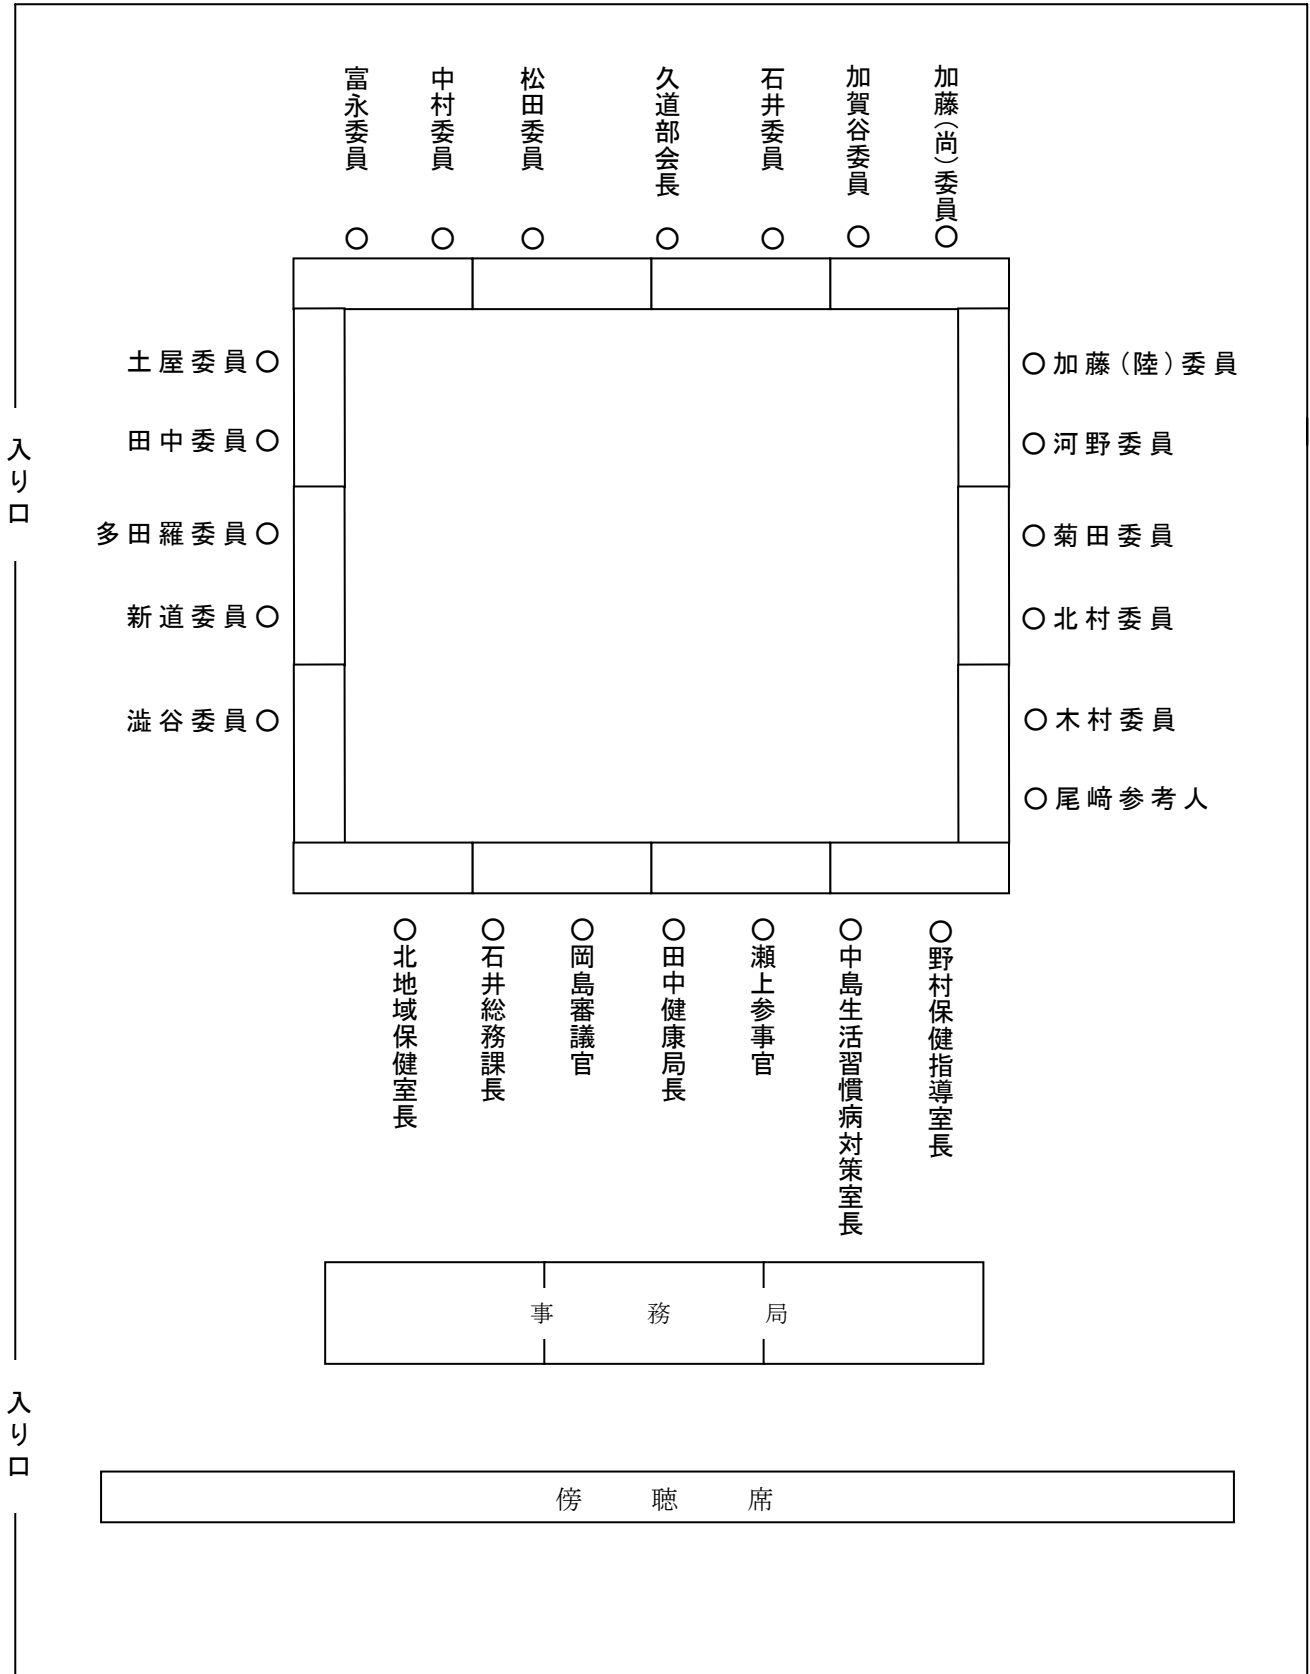 富永委員
中村委員
松田委員
久道部会長
石井委員
加賀谷委員
加藤(尚)委員
土屋委員
田中委員
多田羅委員
新道委員
澁谷委員
加藤(陸)委員
河野委員
菊田委員
北村委員
木村委員
尾﨑参考人
入り口
北地域保健室長
石井総務課長
岡島審議官
田中健康局長
瀬上参事官
中島生活習慣病対策室長
野村保健指導室長
事務局
入り口
傍聴席